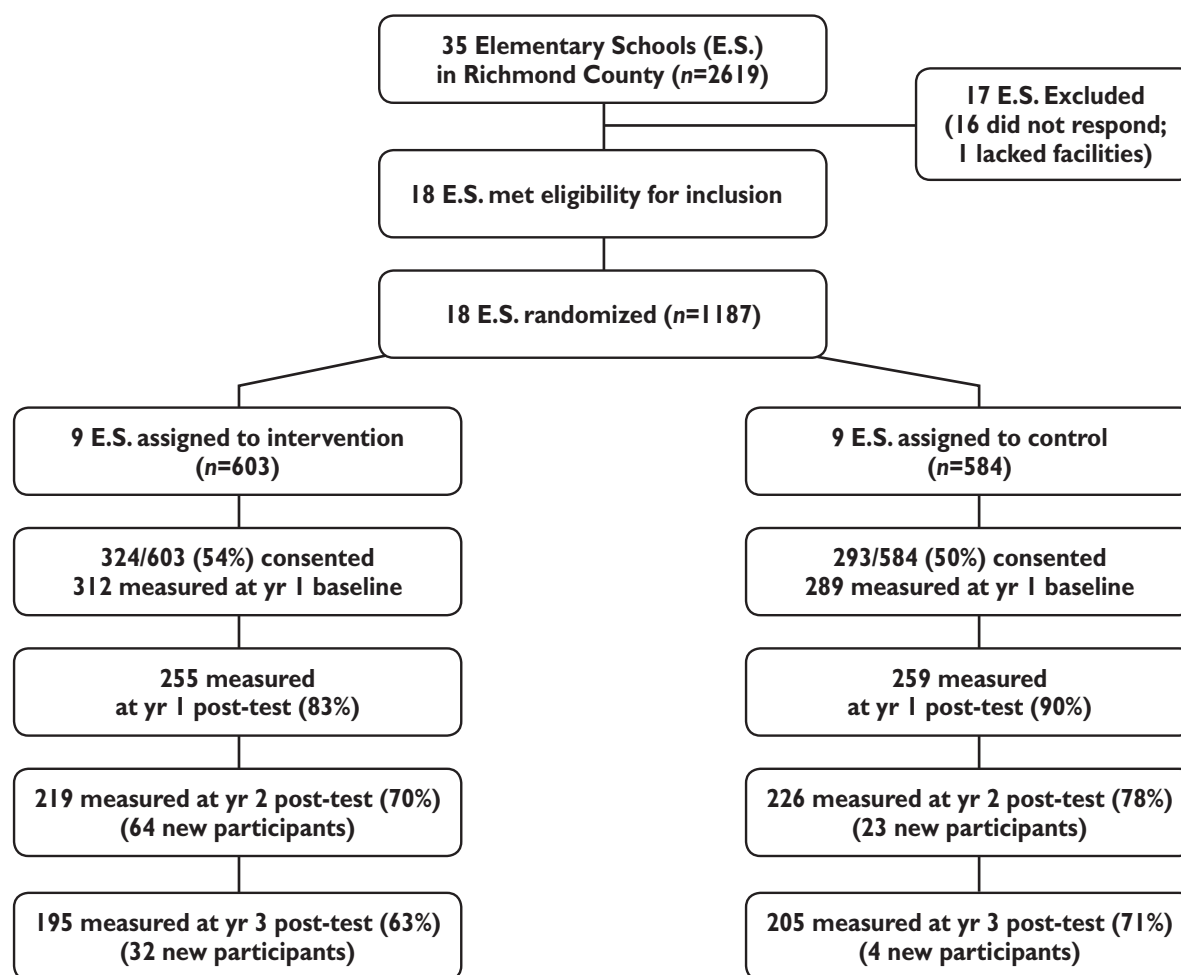 35 Elementary Schools (E.S.)
in Richmond County (n=2619)
17 E.S. Excluded
(16 did not respond;
1 lacked facilities)
18 E.S. met eligibility for inclusion
18 E.S. randomized (n=1187)
9 E.S. assigned to intervention
(n=603)
9 E.S. assigned to control
(n=584)
324/603 (54%) consented
312 measured at yr 1 baseline
293/584 (50%) consented
289 measured at yr 1 baseline
255 measured
at yr 1 post-test (83%)
259 measured
at yr 1 post-test (90%)
219 measured at yr 2 post-test (70%)
(64 new participants)
226 measured at yr 2 post-test (78%)
(23 new participants)
195 measured at yr 3 post-test (63%)
(32 new participants)
205 measured at yr 3 post-test (71%)
(4 new participants)